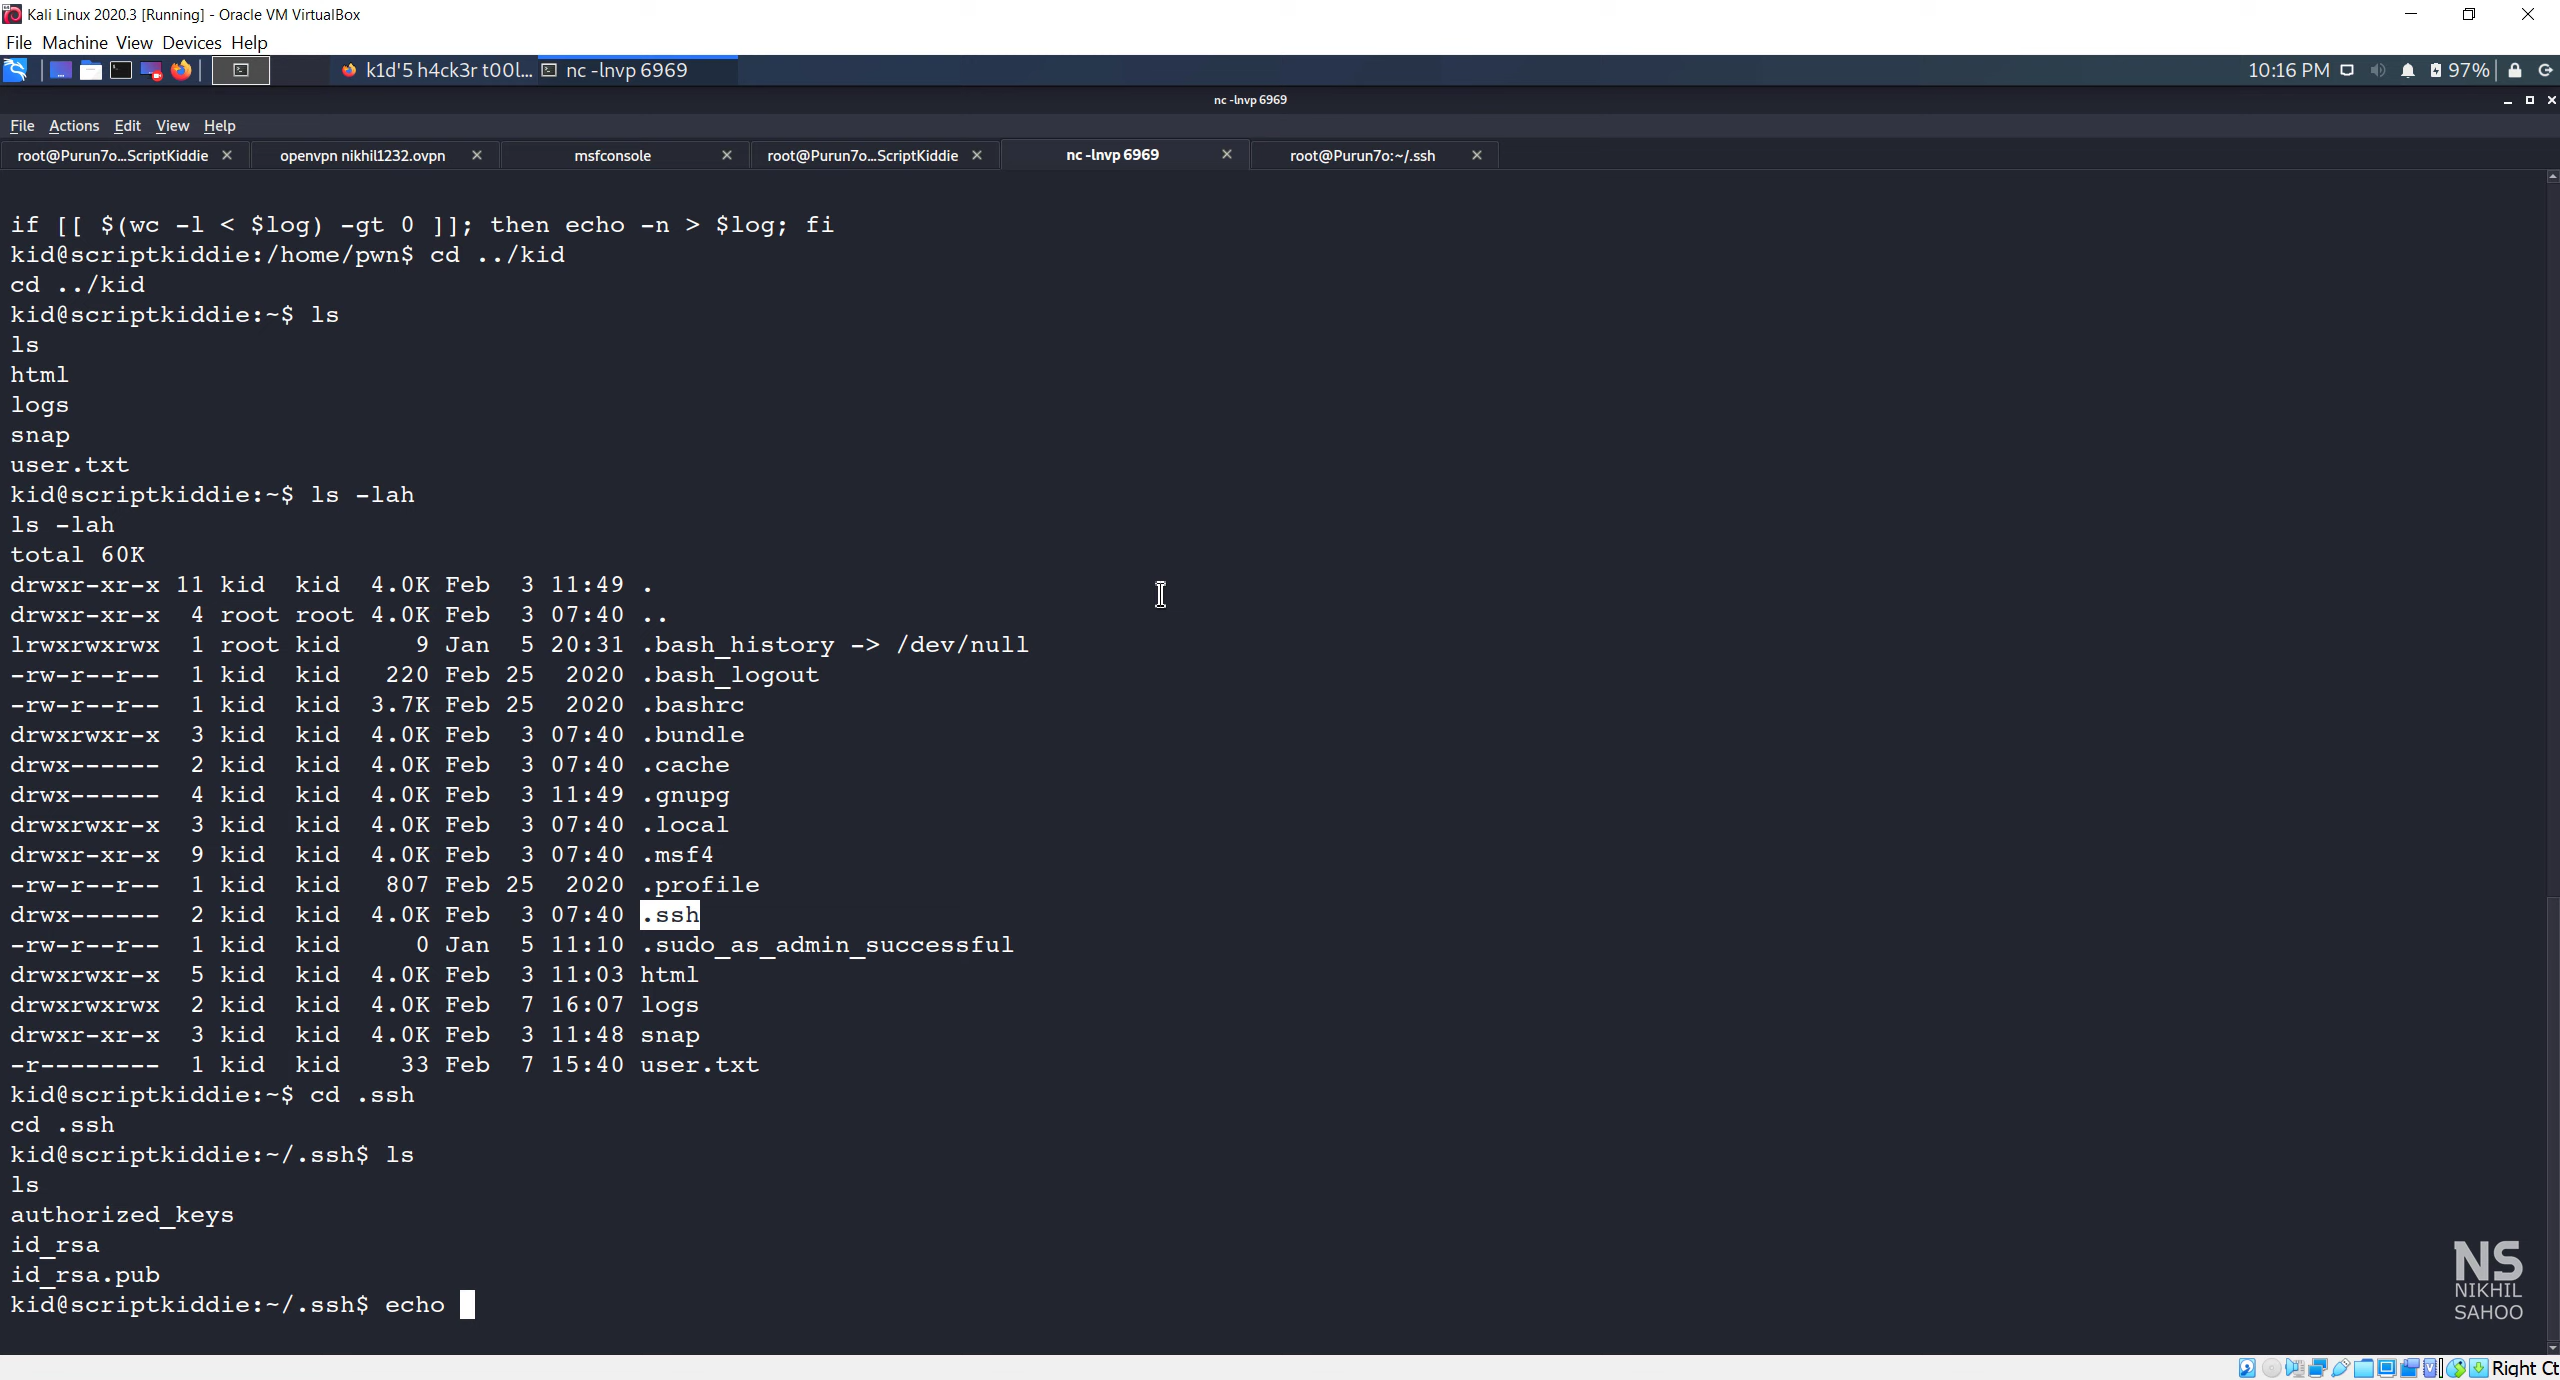 Kali Linux 2020.3 [Running] - Oracle VM VirtualBox
File Machine View Devices Help
k1d'5 h4ck3r t00l... nc -lnvp 6969 10:16 PM 97%
nc -lnvp 6969
File Actions Edit View Help
root@Purun7o...ScriptKiddie openvpn nikhil1232.ovpn msfconsole root@Purun7o...ScriptKiddie nc -lnvp 6969 root@Purun7o:~/.ssh
if [[ $(wc -l < $log) -gt 0 ]]; then echo -n > $log; fi
kid@scriptkiddie:/home/pwn$ cd ../kid
cd ../kid
kid@scriptkiddie:~$ ls
ls
html
logs
snap
user.txt
kid@scriptkiddie:~$ ls -lah
ls -lah
total 60K
drwxr-xr-x 11 kid  kid  4.0K Feb  3 11:49 .
drwxr-xr-x  4 root root 4.0K Feb  3 07:40 ..
lrwxrwxrwx  1 root kid     9 Jan  5 20:31 .bash_history -> /dev/null
-rw-r--r--  1 kid  kid   220 Feb 25  2020 .bash_logout
-rw-r--r--  1 kid  kid  3.7K Feb 25  2020 .bashrc
drwxrwxr-x  3 kid  kid  4.0K Feb  3 07:40 .bundle
drwx------  2 kid  kid  4.0K Feb  3 07:40 .cache
drwx------  4 kid  kid  4.0K Feb  3 11:49 .gnupg
drwxrwxr-x  3 kid  kid  4.0K Feb  3 07:40 .local
drwxr-xr-x  9 kid  kid  4.0K Feb  3 07:40 .msf4
-rw-r--r--  1 kid  kid   807 Feb 25  2020 .profile
drwx------  2 kid  kid  4.0K Feb  3 07:40 .ssh
-rw-r--r--  1 kid  kid     0 Jan  5 11:10 .sudo_as_admin_successful
drwxrwxr-x  5 kid  kid  4.0K Feb  3 11:03 html
drwxrwxrwx  2 kid  kid  4.0K Feb  7 16:07 logs
drwxr-xr-x  3 kid  kid  4.0K Feb  3 11:48 snap
-r--------  1 kid  kid    33 Feb  7 15:40 user.txt
kid@scriptkiddie:~$ cd .ssh
cd .ssh
kid@scriptkiddie:~/.ssh$ ls
ls
authorized_keys
id_rsa
id_rsa.pub
kid@scriptkiddie:~/.ssh$ echo
NS
NIKHIL
SAHOO
Right Ct